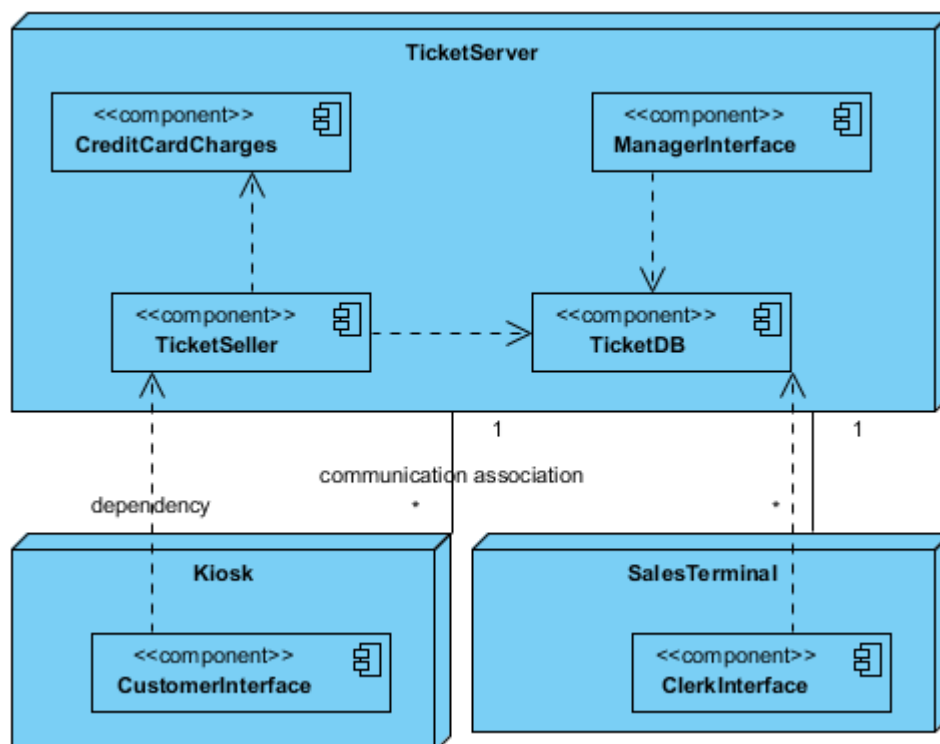 TicketServer
<<component>>
CreditCardCharges
<<component>>
ManagerInterface
<<component>>
TicketSeller
<<component>>
TicketDB
1
1
communication association
dependency
*
*
Kiosk
SalesTerminal
<<component>>
CustomerInterface
<<component>>
ClerkInterface